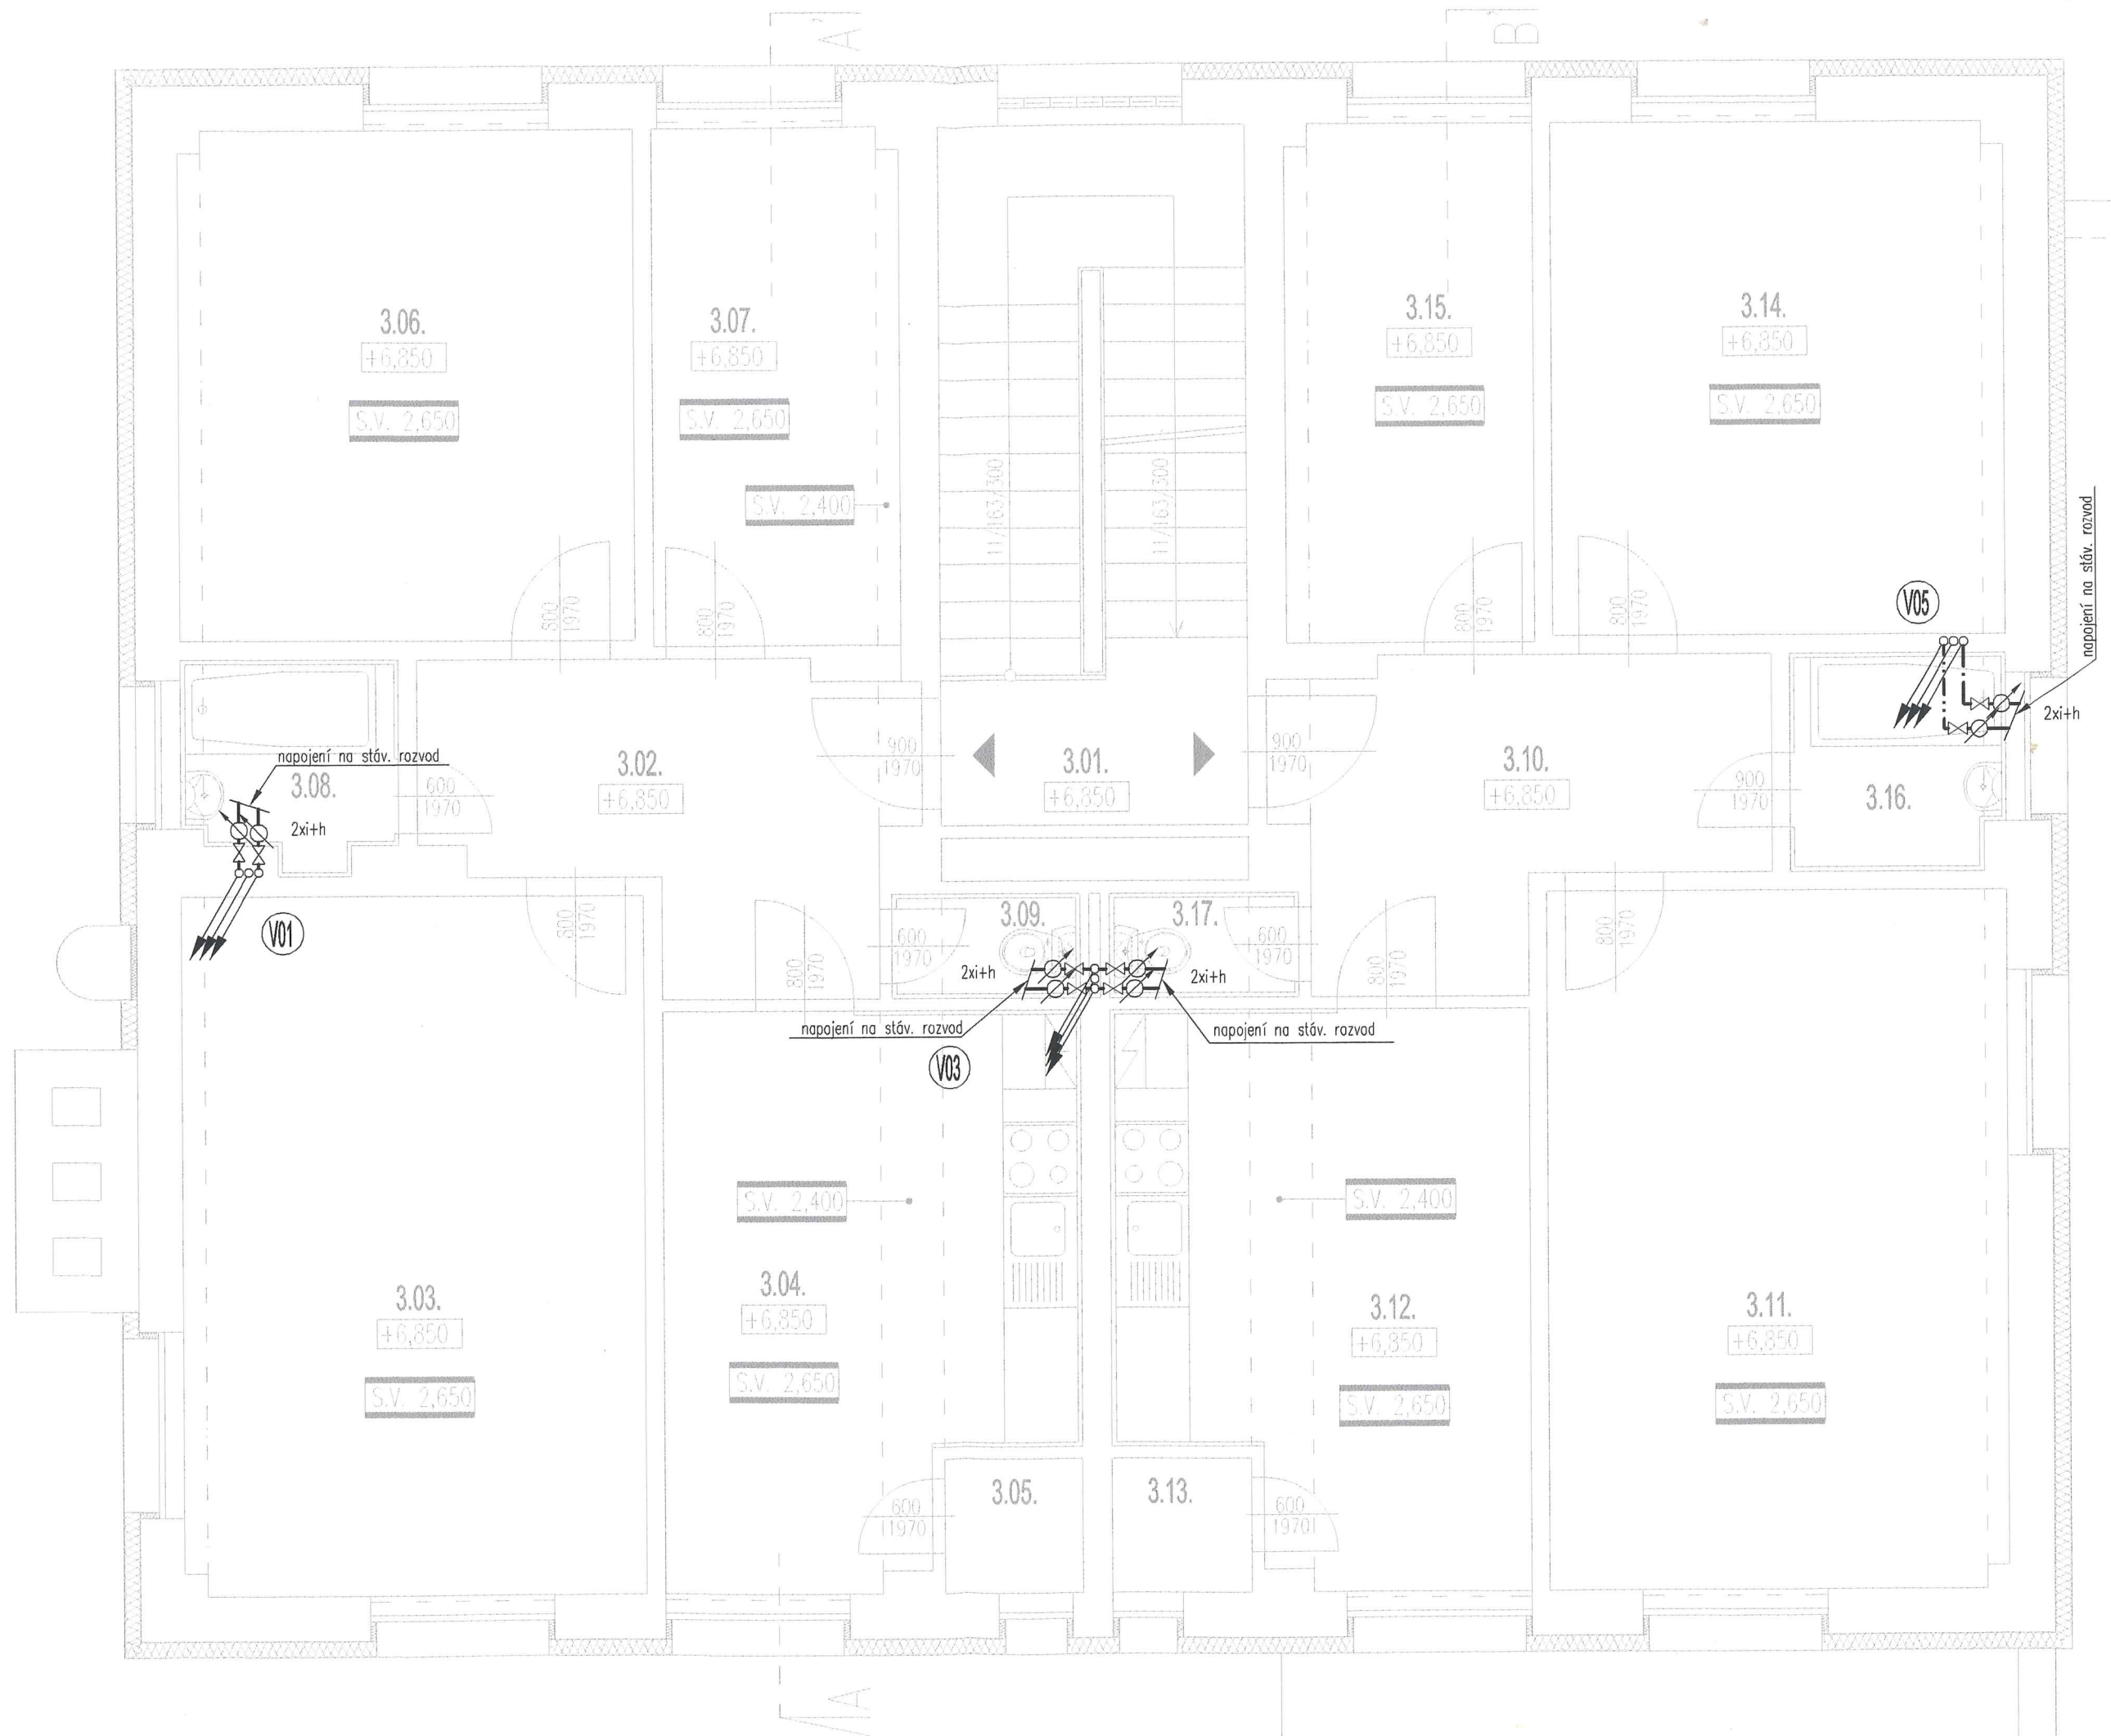 A'
B'
3.06.
+6,850
S.V. 2,650
3.07.
+6,850
S.V. 2,650
S.V. 2,400
11/163/300
11/163/300
3.15.
+6,850
S.V. 2,650
3.14.
+6,850
S.V. 2,650
800
1970
800
1970
800
1970
800
1970
V05
napojení na stáv. rozvod
2xi+h
napojení na stáv. rozvod
3.08.
2xi+h
600
1970
3.02.
+6,850
900
1970
3.01.
+6,850
900
1970
3.10.
+6,850
900
1970
3.16.
V01
800
1970
800
1970
600
1970
3.09.
2xi+h
3.17.
2xi+h
600
1970
800
1970
800
1970
napojení na stáv. rozvod
V03
napojení na stáv. rozvod
S.V. 2,400
S.V. 2,400
3.03.
+6,850
S.V. 2,650
3.04.
+6,850
S.V. 2,650
3.12.
+6,850
S.V. 2,650
3.11.
+6,850
S.V. 2,650
600
1970
3.05.
3.13.
600
1970
A